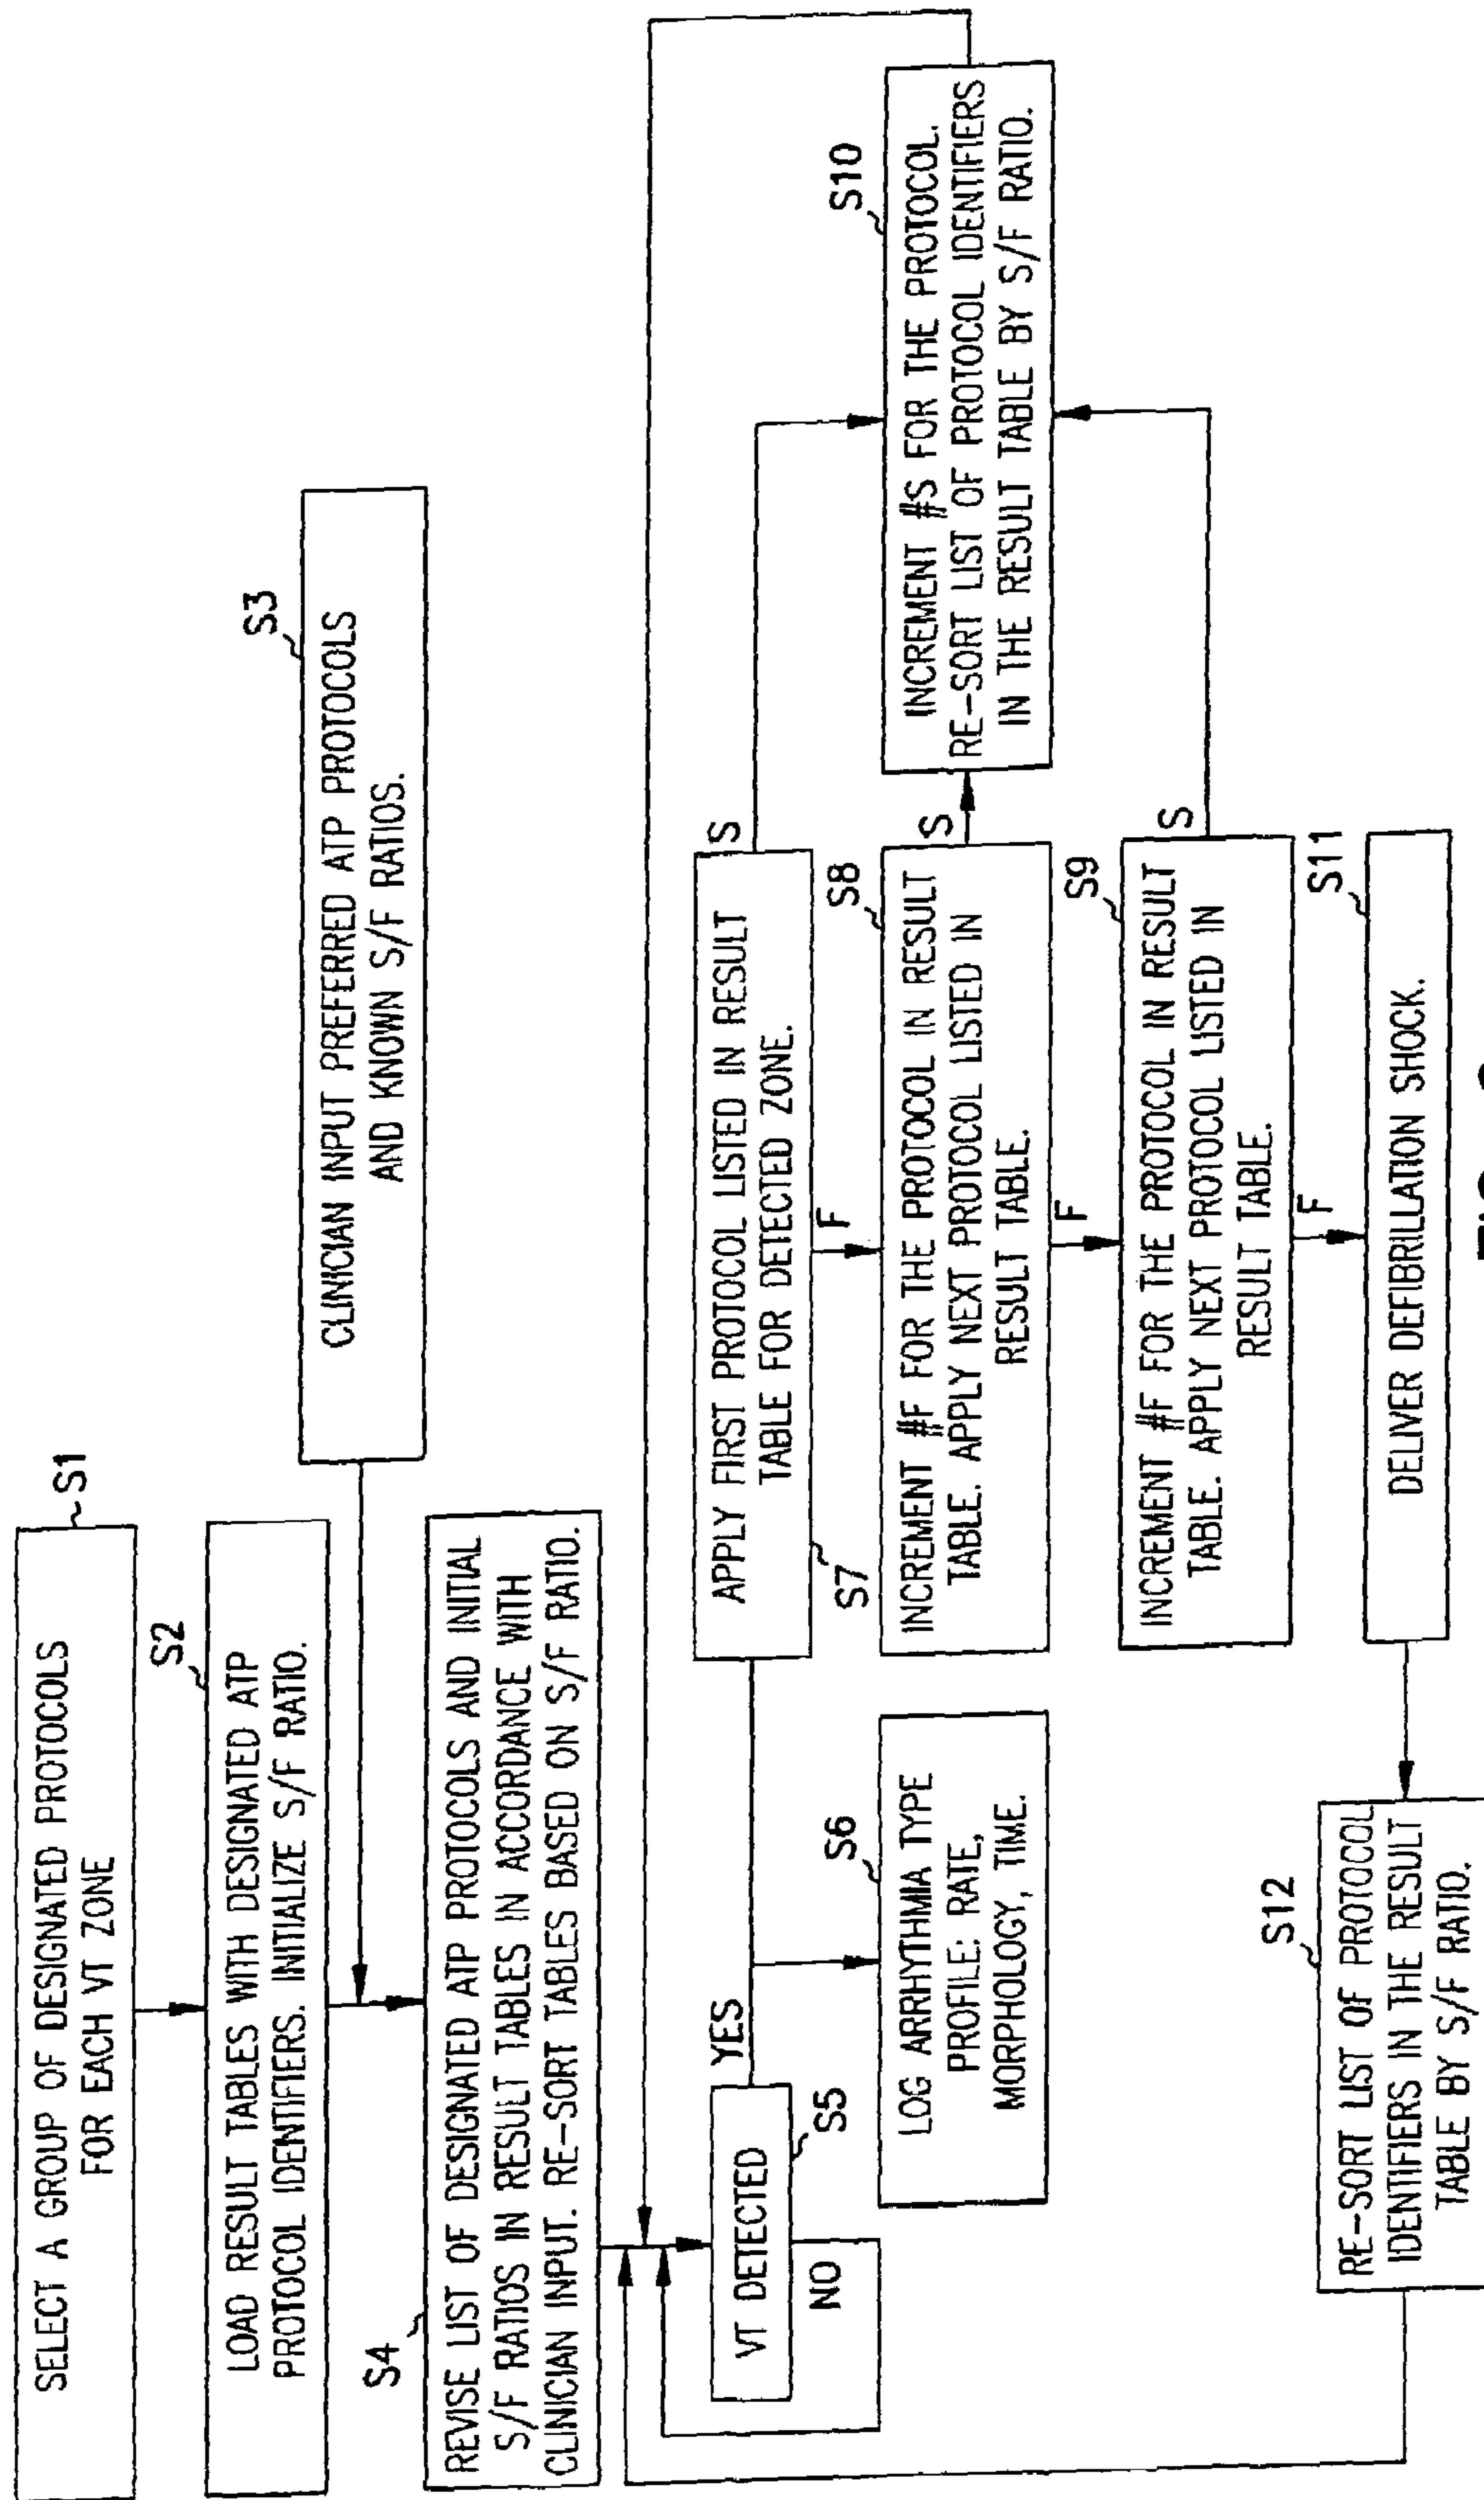 SELECT A GROUP OF DESIGNATED PROTOCOLS
FOR EACH VT ZONE
S1
LOAD RESULT TABLES WITH DESIGNATED ATP
PROTOCOL IDENTIFIERS. INITIALIZE S/F RATIO.
S2
CLINICIAN INPUT PREFERRED ATP PROTOCOLS
AND KNOWN S/F RATIOS.
S3
REVISE LIST OF DESIGNATED ATP PROTOCOLS AND INITIAL
S/F RATIOS IN RESULT TABLES IN ACCORDANCE WITH
CLINICIAN INPUT. RE-SORT TABLES BASED ON S/F RATIO.
S4
VT DETECTED
S5
YES
NO
LOG ARRHYTHMIA TYPE
PROFILE: RATE,
MORPHOLOGY, TIME.
S6
APPLY FIRST PROTOCOL LISTED IN RESULT
TABLE FOR DETECTED ZONE.
S7
S
F
INCREMENT #F FOR THE PROTOCOL IN RESULT
TABLE. APPLY NEXT PROTOCOL LISTED IN
RESULT TABLE.
S8
S
F
INCREMENT #F FOR THE PROTOCOL IN RESULT
TABLE. APPLY NEXT PROTOCOL LISTED IN
RESULT TABLE.
S9
S
F
INCREMENT #S FOR THE PROTOCOL.
RE-SORT LIST OF PROTOCOL IDENTIFIERS
IN THE RESULT TABLE BY S/F RATIO.
S10
DELIVER DEFIBRILLATION SHOCK.
S11
RE-SORT LIST OF PROTOCOL
IDENTIFIERS IN THE RESULT
TABLE BY S/F RATIO.
S12